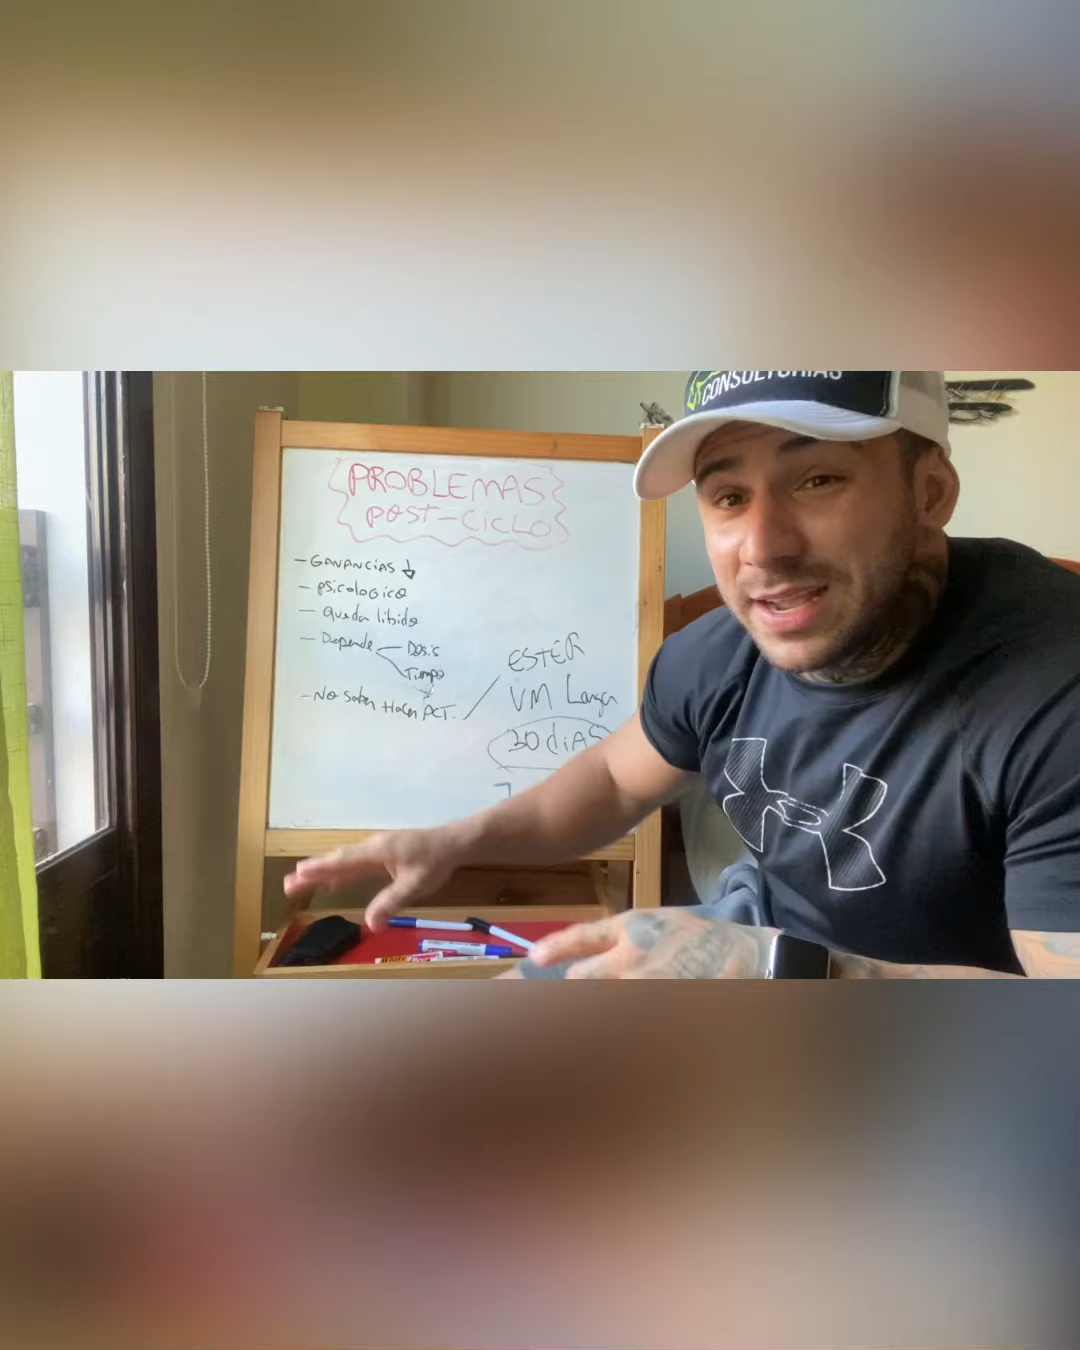 CONSULTORIAS
PROBLEMAS
POST-CICLO
- GANANCIAS ↓
- psicologico
- Queda libido
- Depende - Dosis
Tiempo
- No saber Hacer PCT.
ESTER
VM Larga
30 diAS